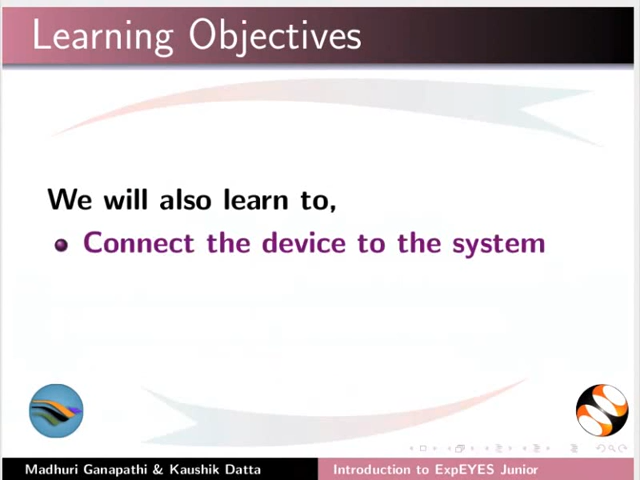 Learning Objectives
We will also learn to,
Connect the device to the system
Madhuri Ganapathi & Kaushik Datta
Introduction to ExpEYES Junior